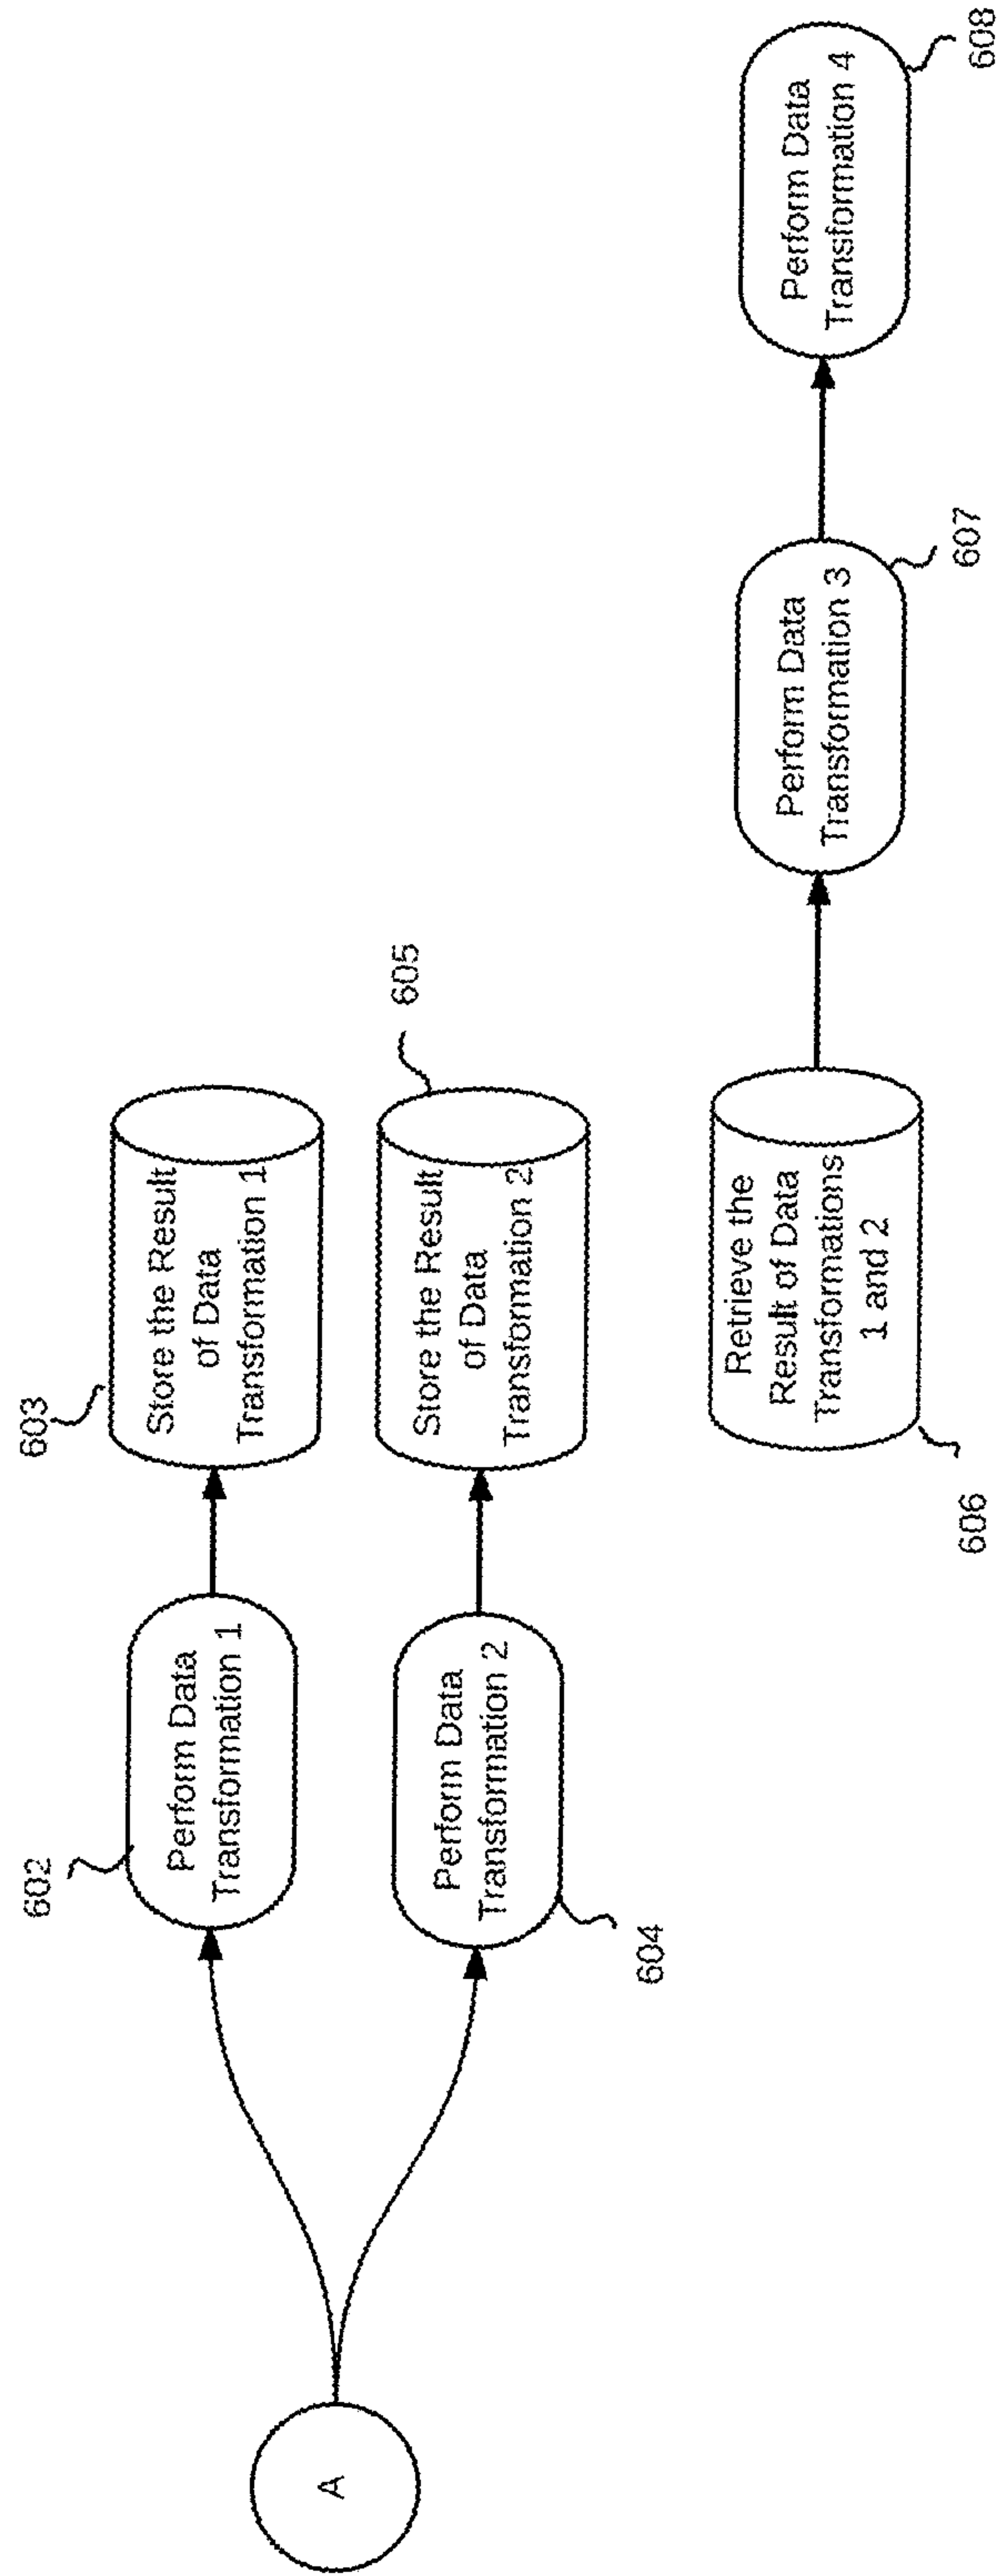 A
602
Perform Data
Transformation 1
603
Store the Result
of Data
Transformation 1
604
Perform Data
Transformation 2
605
Store the Result
of Data
Transformation 2
606
Retrieve the
Result of Data
Transformations
1 and 2
607
Perform Data
Transformation 3
608
Perform Data
Transformation 4